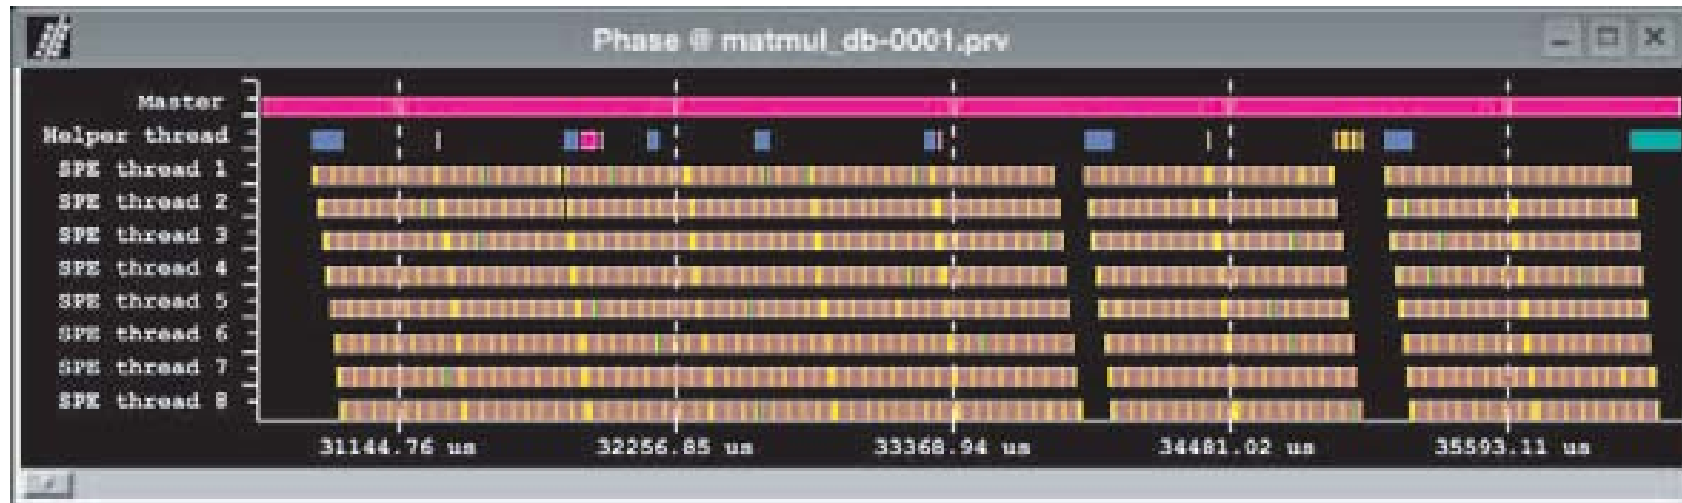 Phase @ matmul_db-0001.prv
Master
Helper thread
SPE thread 1
SPE thread 2
SPE thread 3
SPE thread 4
SPE thread 5
SPE thread 6
SPE thread 7
SPE thread 8
31144.76 us
32256.85 us
33368.94 us
34481.02 us
35593.11 us